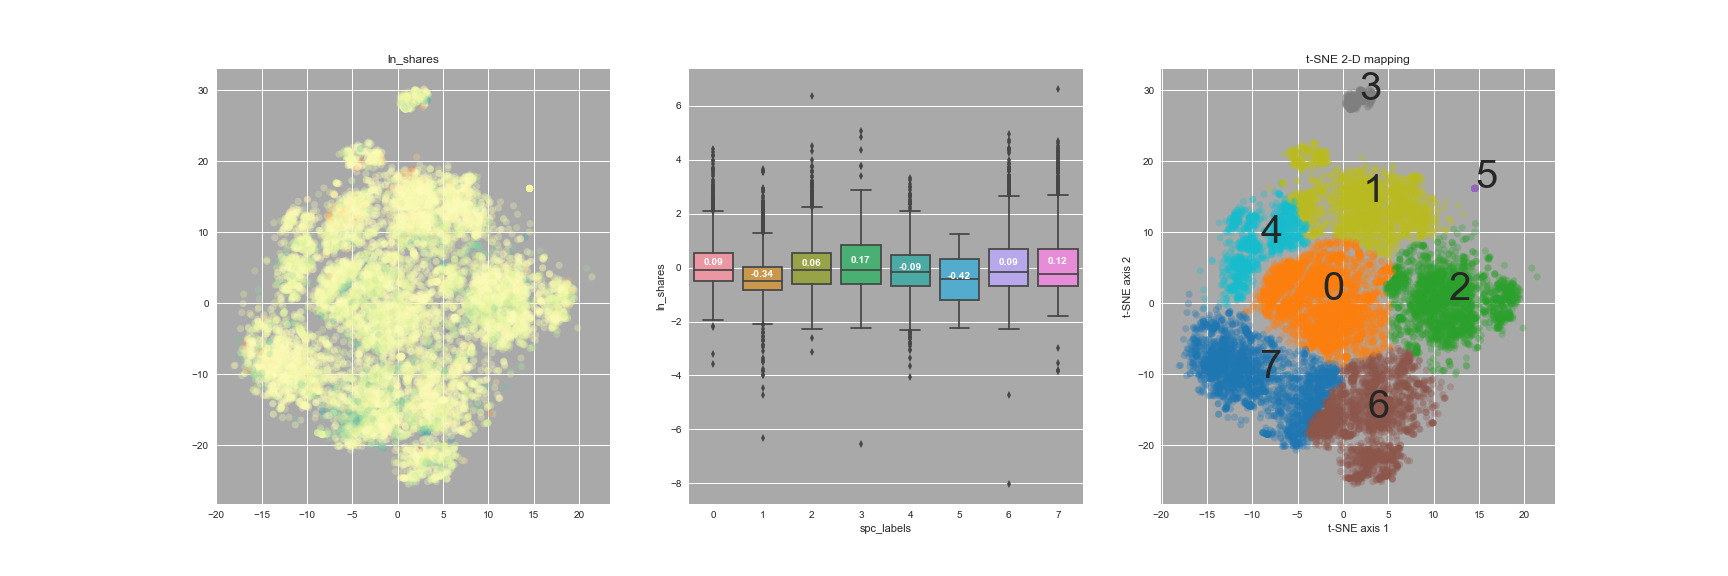 ln_shares
30
20
10
0
−10
−20
−20 −15 −10 −5 0 5 10 15 20
ln_shares
6
4
2
0
−2
−4
−6
−8
0.09 -0.34 0.06 0.17 -0.09 -0.42 0.09 0.12
0 1 2 3 4 5 6 7
spc_labels
t-SNE 2-D mapping
t-SNE axis 2
30
20
10
0
−10
−20
3
5
1
4
0
2
7
6
−20 −15 −10 −5 0 5 10 15 20
t-SNE axis 1